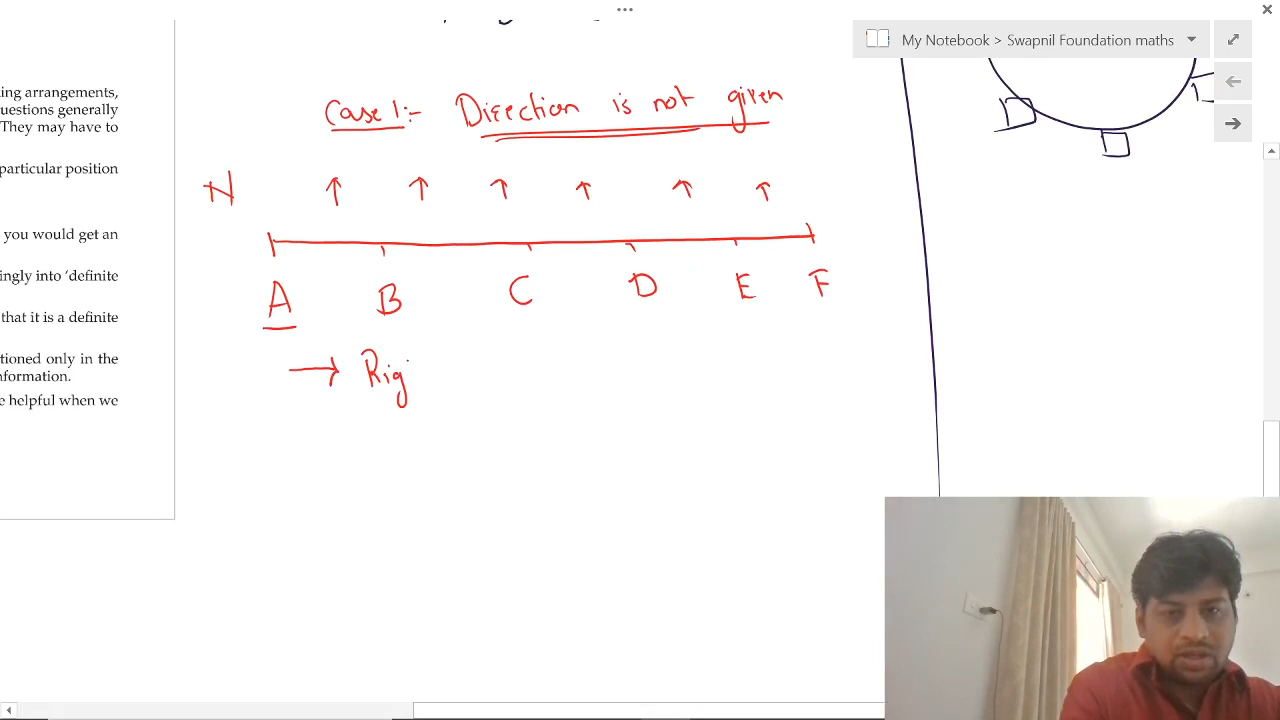 My Notebook > Swapnil Foundation maths
ing arrangements,
uestions generally
They may have to
particular position
you would get an
ingly into ‘definite
that it is a definite
tioned only in the
nformation.
e helpful when we
Case 1:- Direction is not given
N
A B C D E F
→ Rig